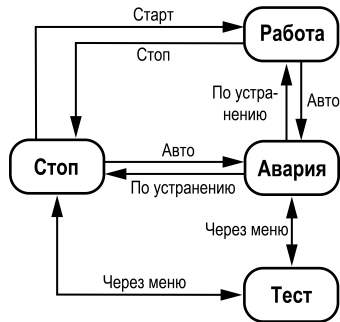 Старт
Работа
Стоп
По устра-
нению
Авто
Стоп
Авто
Авария
По устранению
Через меню
Через меню
Тест